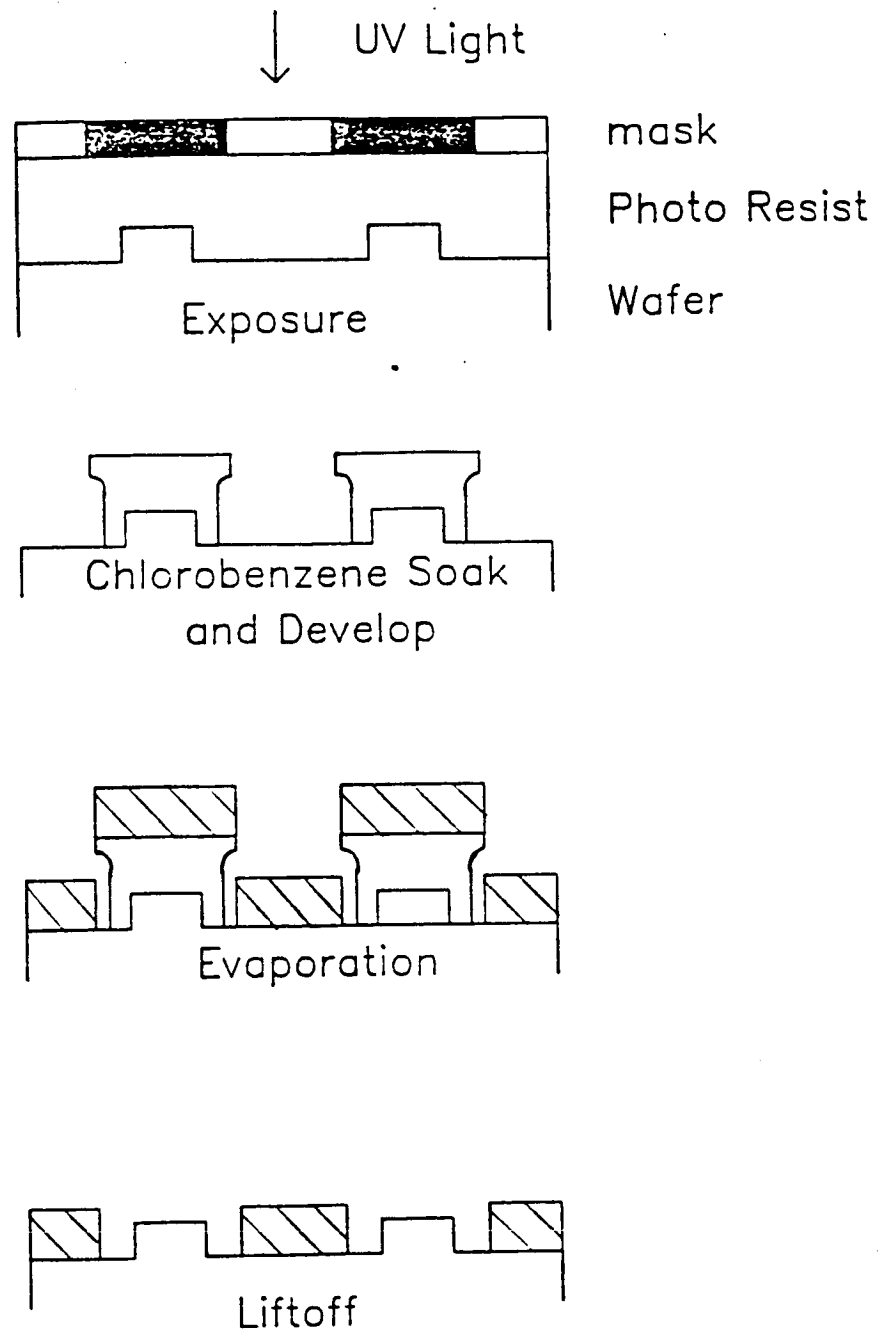 UV Light
mask
Photo Resist
Wafer
Exposure
Chlorobenzene Soak
and Develop
Evaporation
Liftoff